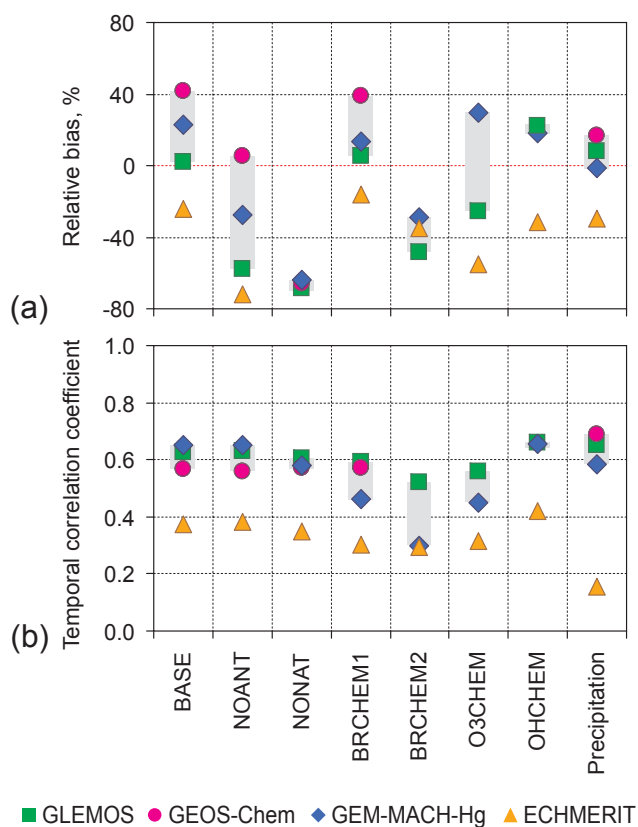 80
40
0
-40
-80
Relative bias, %
(a)
1.0
0.8
0.6
0.4
0.2
0.0
Temporal correlation coefficient
(b)
BASE
NOANT
NONAT
BRCHEM1
BRCHEM2
O3CHEM
OHCHEM
Precipitation
GLEMOS GEOS-Chem GEM-MACH-Hg ECHMERIT